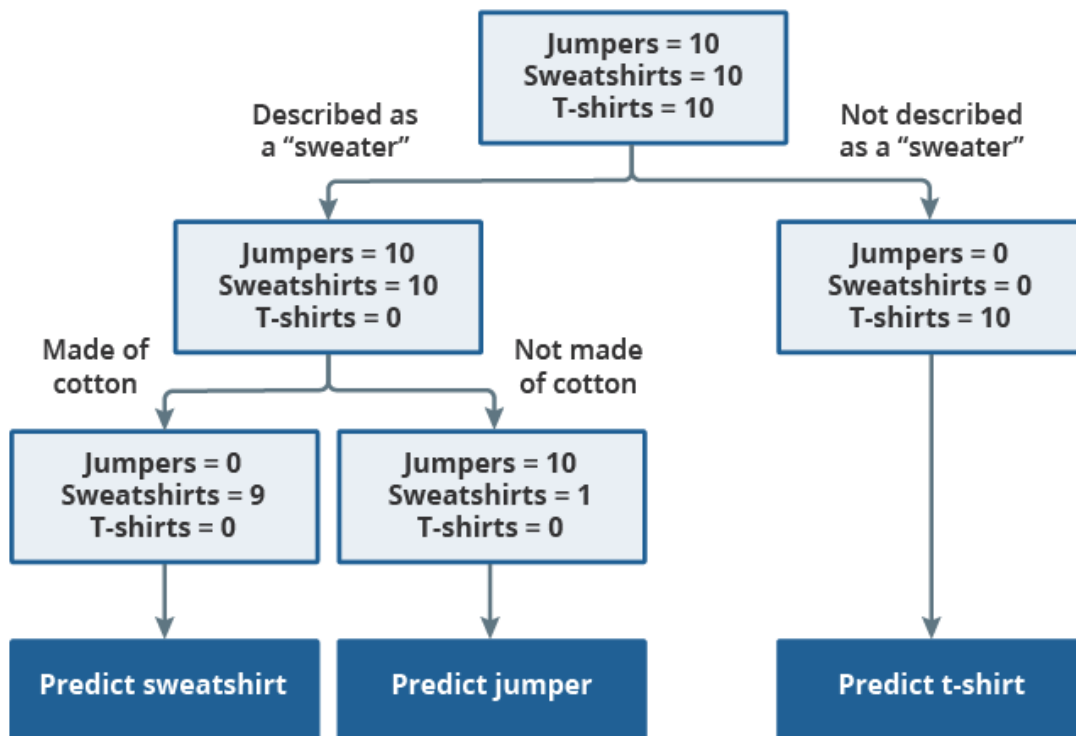 Jumpers = 10
Sweatshirts = 10
T-shirts = 10
Described as
a “sweater”
Not described
as a “sweater”
Jumpers = 10
Sweatshirts = 10
T-shirts = 0
Jumpers = 0
Sweatshirts = 0
T-shirts = 10
Made of
cotton
Not made
of cotton
Jumpers = 0
Sweatshirts = 9
T-shirts = 0
Jumpers = 10
Sweatshirts = 1
T-shirts = 0
Predict sweatshirt
Predict jumper
Predict t-shirt